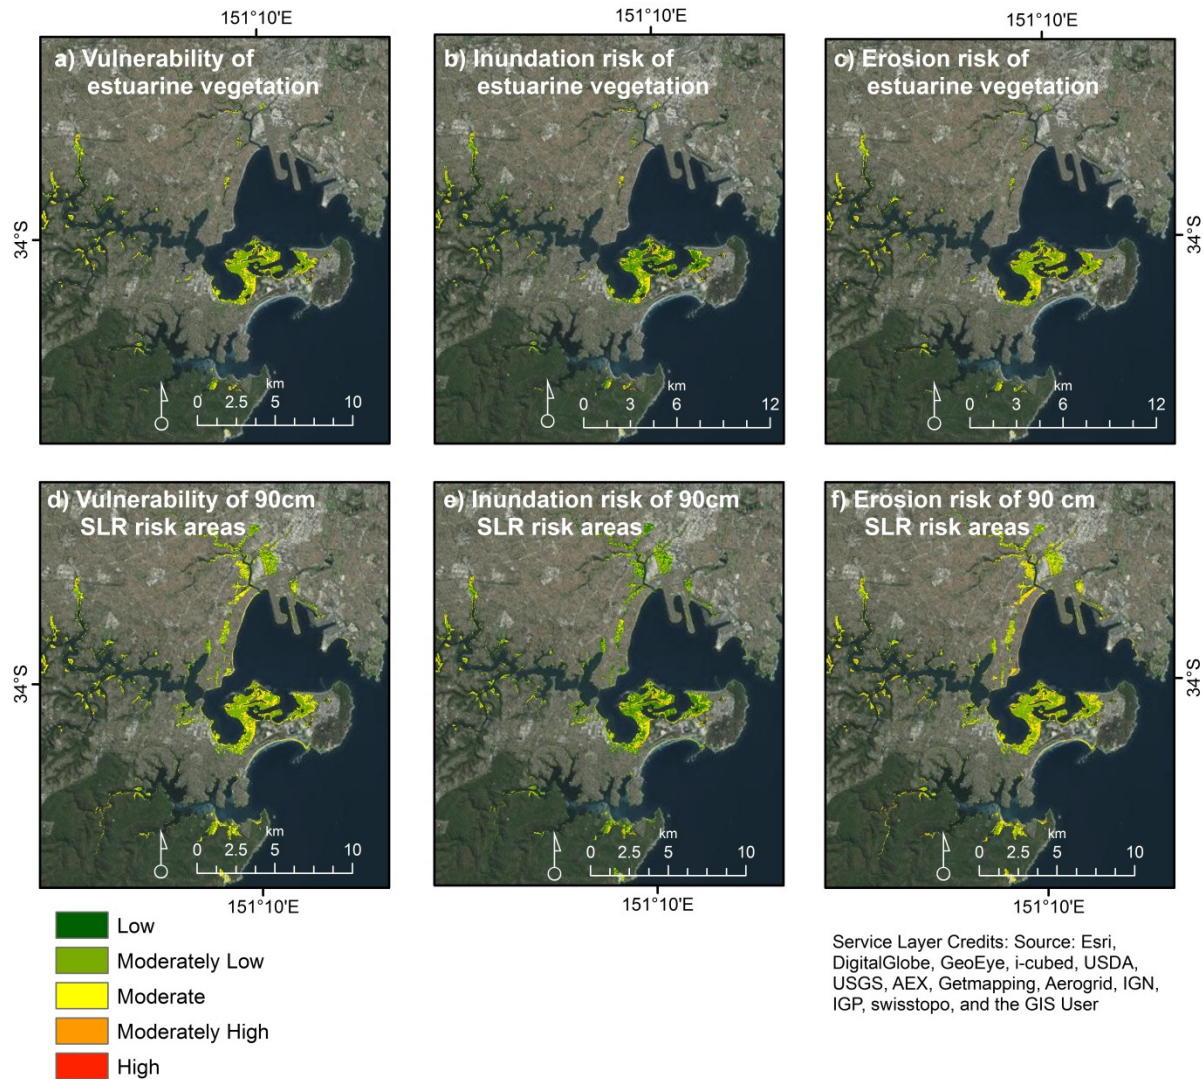 151°10'E
151°10'E
151°10'E
a) Vulnerability of
estuarine vegetation
b) Inundation risk of
estuarine vegetation
c) Erosion risk of
estuarine vegetation
34°S
34°S
km
0 2.5 5 10
km
0 3 6 12
km
0 3 6 12
d) Vulnerability of 90cm
SLR risk areas
e) Inundation risk of 90cm
SLR risk areas
f) Erosion risk of 90 cm
SLR risk areas
34°S
34°S
km
0 2.5 5 10
km
0 2.5 5 10
km
0 2.5 5 10
151°10'E
151°10'E
151°10'E
Low
Moderately Low
Moderate
Moderately High
High
Service Layer Credits: Source: Esri,
DigitalGlobe, GeoEye, i-cubed, USDA,
USGS, AEX, Getmapping, Aerogrid, IGN,
IGP, swisstopo, and the GIS User